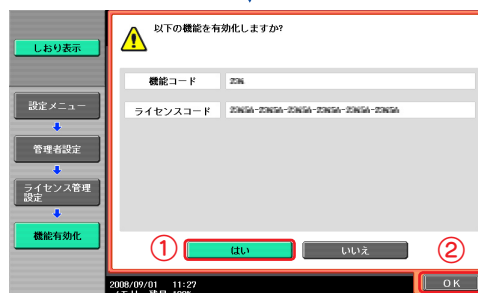 以下の機能を有効化しますか?
しおり表示
機能コード
ライセンスコード
設定メニュー
管理者設定
ライセンス管理
設定
機能有効化
① はい いいえ ②
2008/09/01 11:27
OK